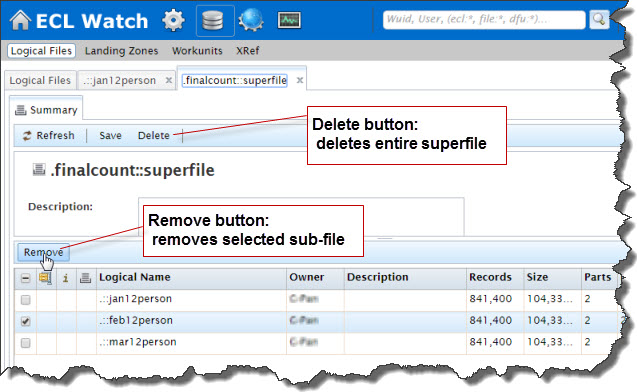 ECL Watch
Wuid, User, (ecl:*, file:*, dfu:*)...
Logical Files Landing Zones Workunits XRef
Logical Files .::jan12person × .finalcount::superfile ×
Summary
Refresh Save Delete
Delete button:
deletes entire superfile
.finalcount::superfile
Description:
Remove button:
removes selected sub-file
Remove
i Logical Name Owner Description Records Size Parts
.::jan12person 841,400 104,33... 2
.::feb12person 841,400 104,33... 2
.::mar12person 841,400 104,33... 2